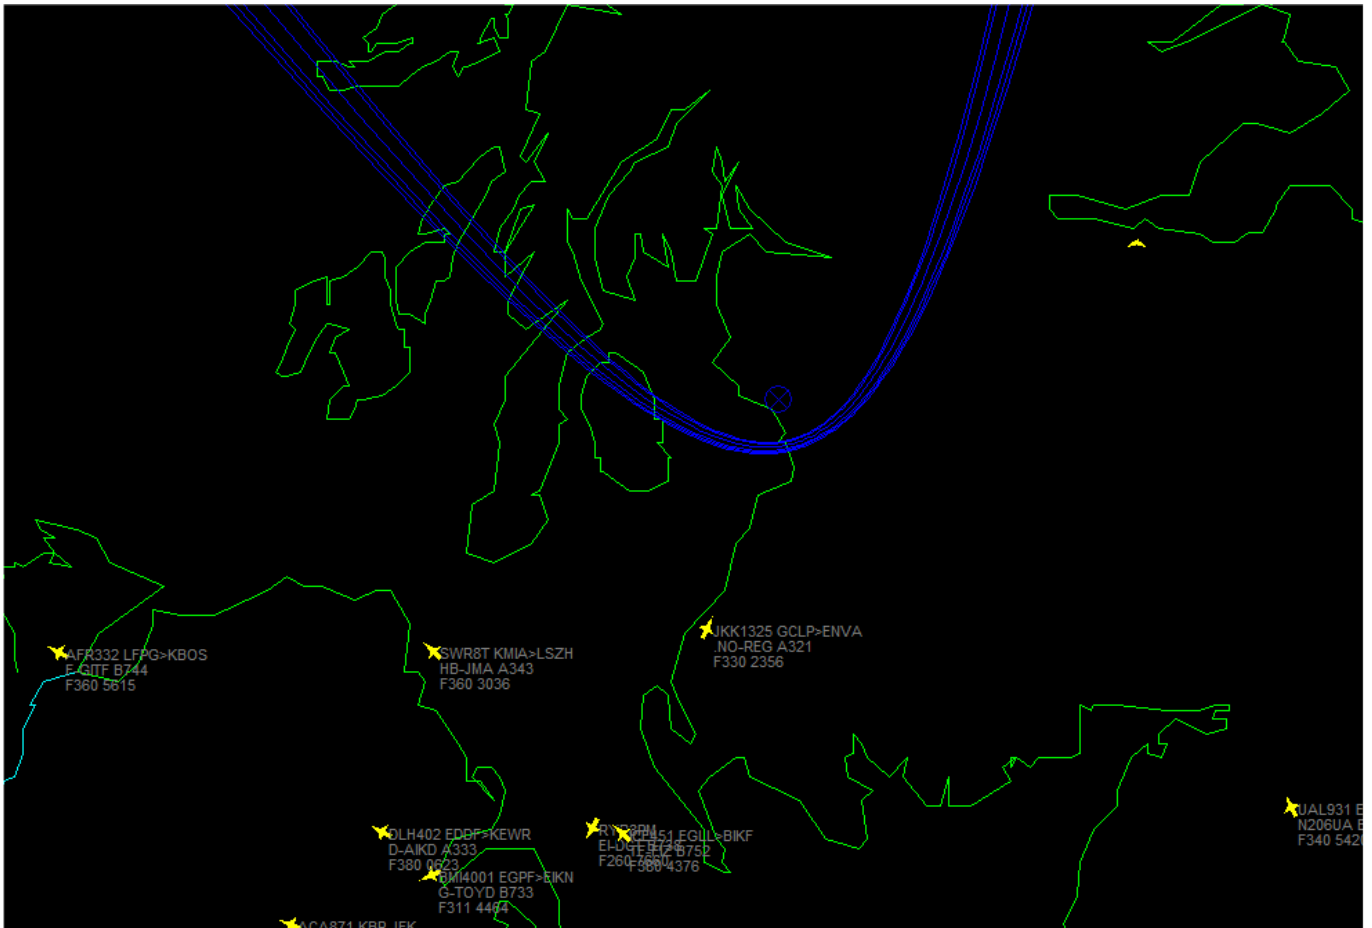 JKK1325 GCLP>ENVA
.NO-REG A321
F330 2356
AFR332 LFPG>KBOS
F-GITF B744
F360 5615
SWR8T KMIA>LSZH
HB-JMA A343
F360 3036
UAL931
N206UA
F340
DLH402 EDDF>KEWR
D-AIKD A333
F380 0623
EGLL>BIKF
B752
F260
4376
BMI4001 EGPF>EIKN
G-TOYD B733
F311 4464
ACA871